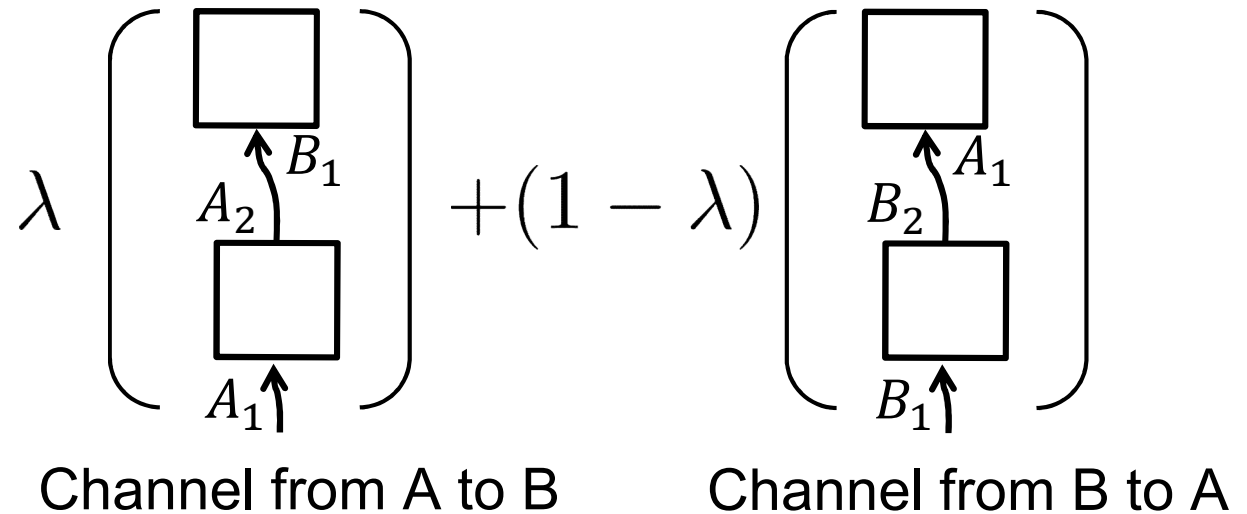 B₁ A₁
λ A₂ +(1 − λ) B₂
A₁ B₁
Channel from A to B Channel from B to A